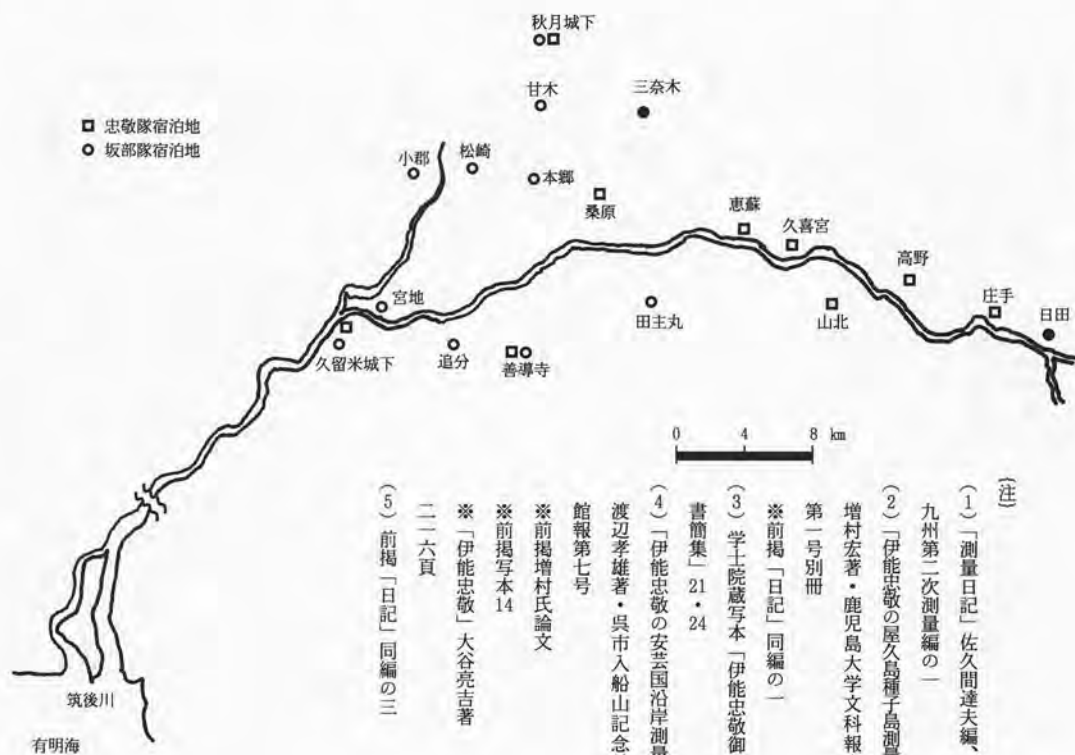 秋月城下
甘木
三奈木
忠敬隊宿泊地
坂部隊宿泊地
小郡
松崎
本郷
桑原
恵蘇
久喜宮
高野
庄手
日田
宮地
田主丸
山北
久留米城下
追分
善導寺
0 4 8 km
筑後川
有明海
(注)
(1)「測量日記」佐久間達夫編、
九州第二次測量編の一
(2)「伊能忠敬の屋久島種子島測量
増村宏著・鹿児島大学文科報
第一号別冊
※前掲「日記」同編の一
(3)学士院蔵写本「伊能忠敬御
書簡集」21・24
(4)「伊能忠敬の安芸国沿岸測量
渡辺孝雄著・呉市入船山記念、
館報第七号
※前掲増村氏論文
※前掲写本14
※「伊能忠敬」大谷亮吉著
二一六頁
(5)前掲「日記」同編の三